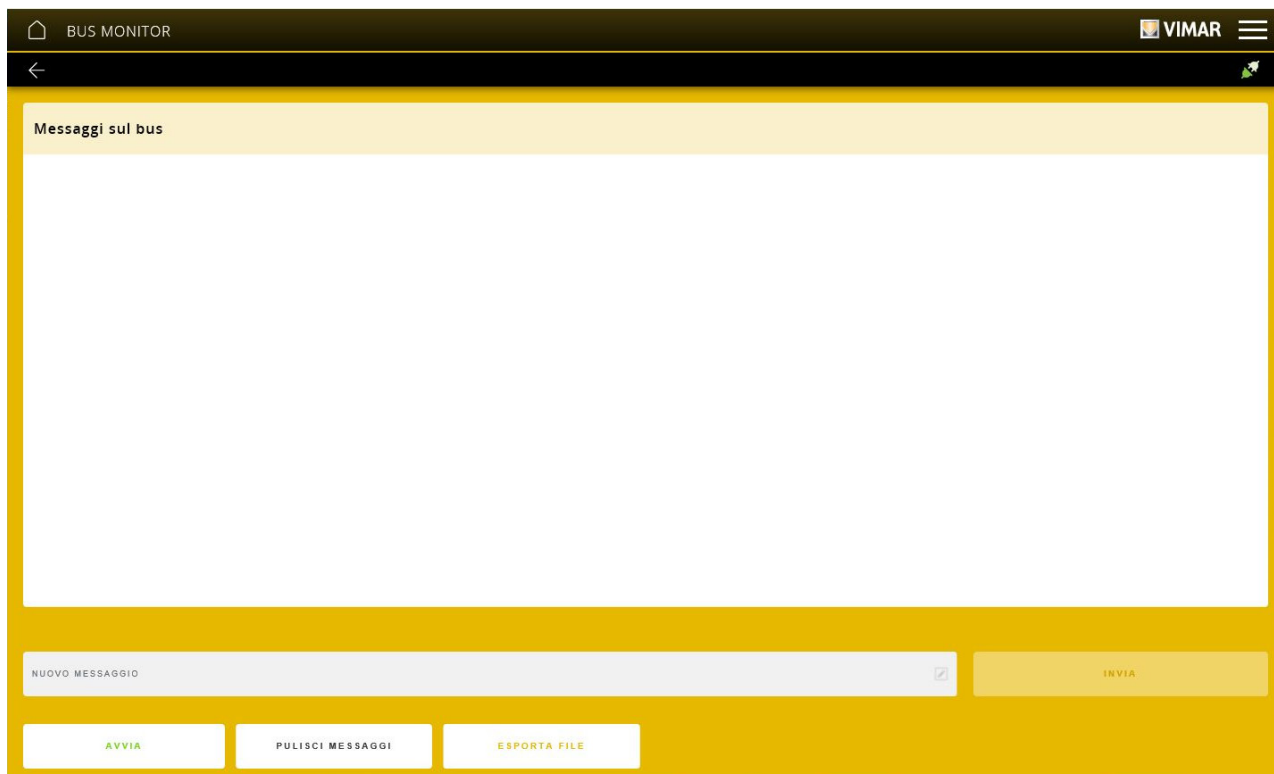 BUS MONITOR
VIMAR
Messaggi sul bus
NUOVO MESSAGGIO
INVIA
AVVIA
PULISCI MESSAGGI
ESPORTA FILE